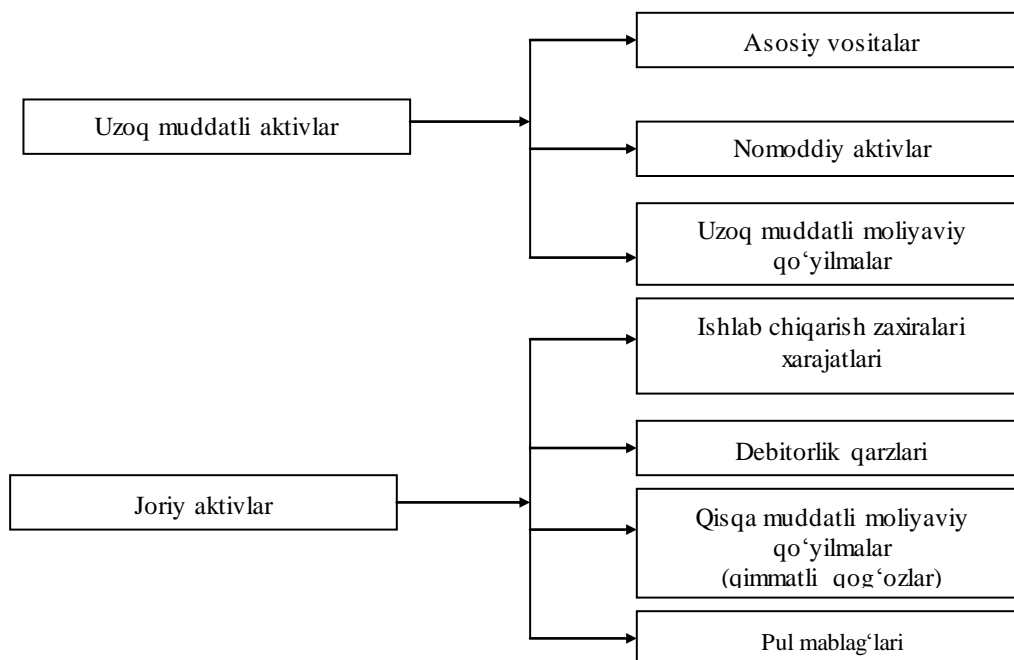 Asosiy vositalar
Uzoq muddatli aktivlar
Nomoddiy aktivlar
Uzoq muddatli moliyaviy
qo‘yilmalar
Ishlab chiqarish zaxiralari
xarajatlari
Debitorlik qarzlari
Joriy aktivlar
Qisqa muddatli moliyaviy
qo‘yilmalar
(qimmatli qog‘ozlar)
Pul mablag‘lari